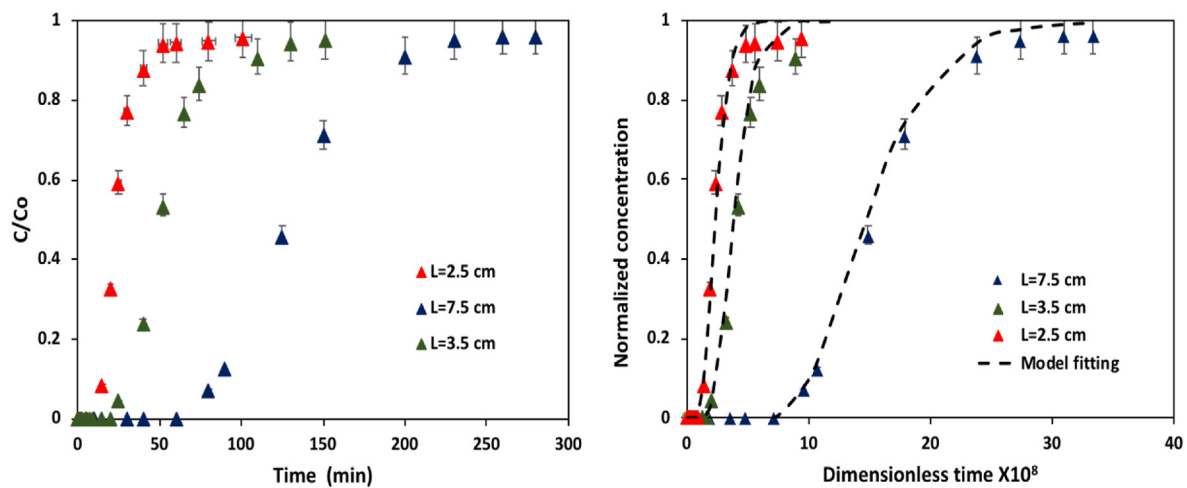 1
0.8
0.6
0.4
0.2
0
C/Co
0 50 100 150 200 250 300
Time (min)
L=2.5 cm
L=7.5 cm
L=3.5 cm
1
0.8
0.6
0.4
0.2
0
Normalized concentration
0 10 20 30 40
Dimensionless time X10⁸
L=7.5 cm
L=3.5 cm
L=2.5 cm
Model fitting